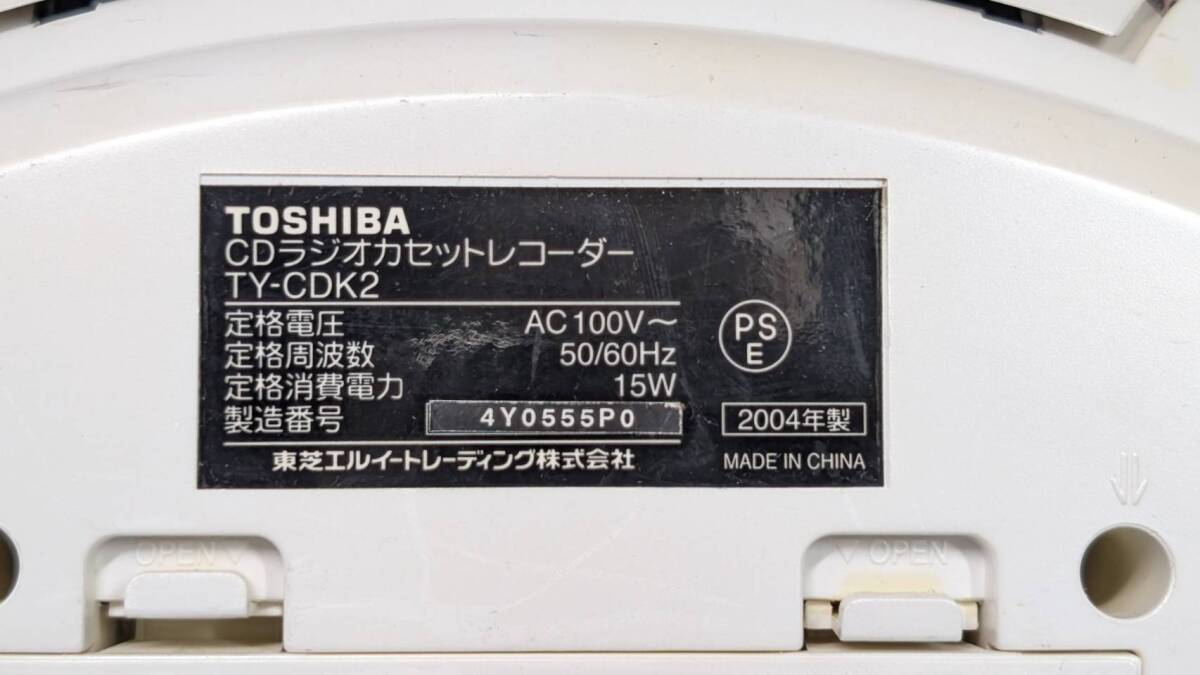 TOSHIBA
CDラジオカセットレコーダー
TY-CDK2
定格電圧 AC100V～
定格周波数 50/60Hz
定格消費電力 15W
製造番号 4Y0555P0
PS
E
2004年製
東芝エルイートレーディング株式会社
MADE IN CHINA
OPEN ▽
▽ OPEN